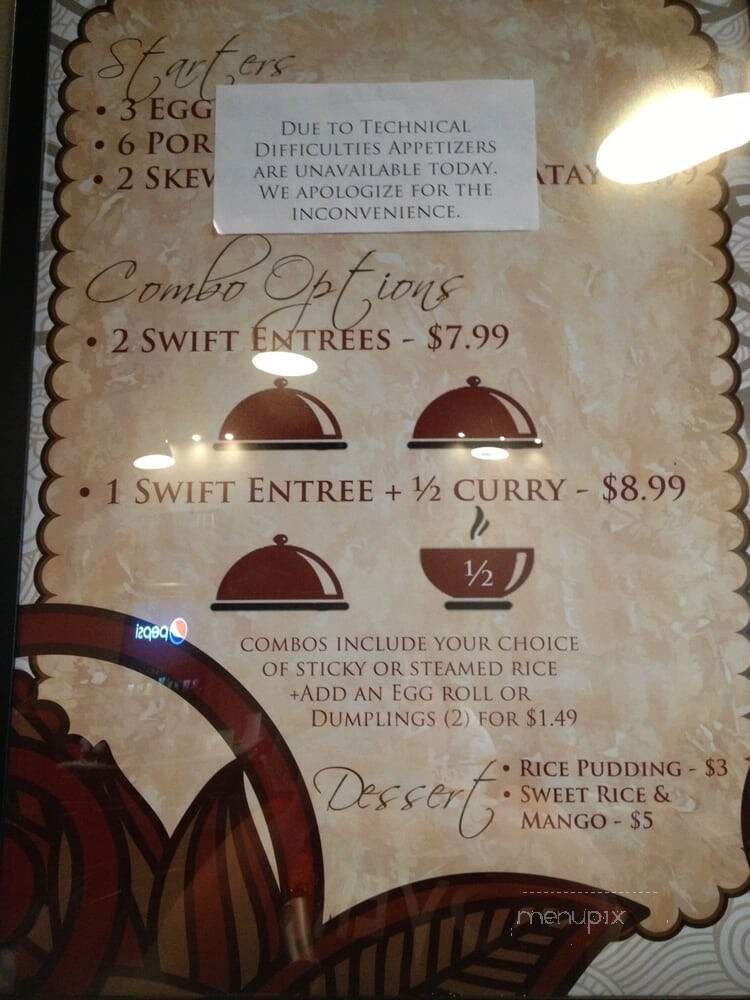 Starters
• 3 EGG
• 6 POR
• 2 SKEW
DUE TO TECHNICAL
DIFFICULTIES APPETIZERS
ARE UNAVAILABLE TODAY.
WE APOLOGIZE FOR THE
INCONVENIENCE.
Combo Options
• 2 SWIFT ENTREES - $7.99
• 1 SWIFT ENTREE + ½ CURRY - $8.99
½
pepsi
COMBOS INCLUDE YOUR CHOICE
OF STICKY OR STEAMED RICE
+ADD AN EGG ROLL OR
DUMPLINGS (2) FOR $1.49
Dessert
• RICE PUDDING - $3
• SWEET RICE &
MANGO - $5
menupix